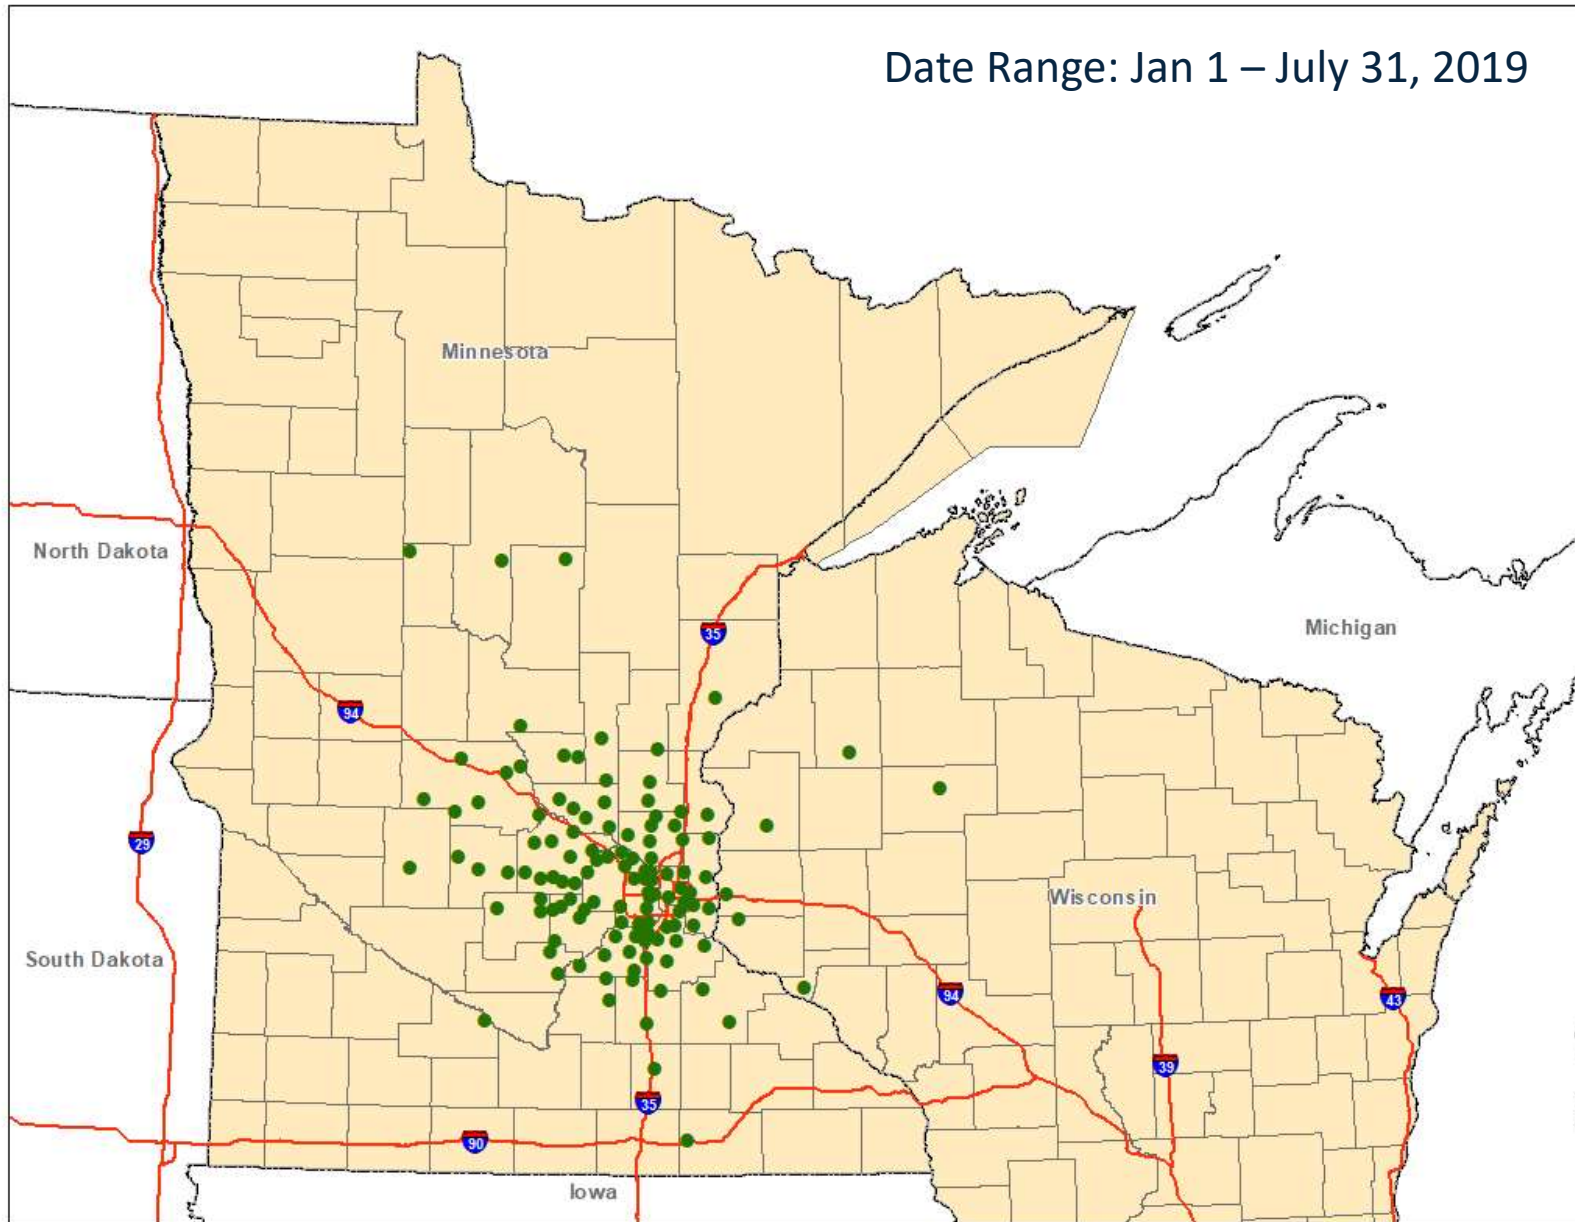 Date Range: Jan 1 – July 31, 2019
Minnesota
North Dakota
35
Michigan
94
29
Wisconsin
South Dakota
94
43
39
35
90
Iowa